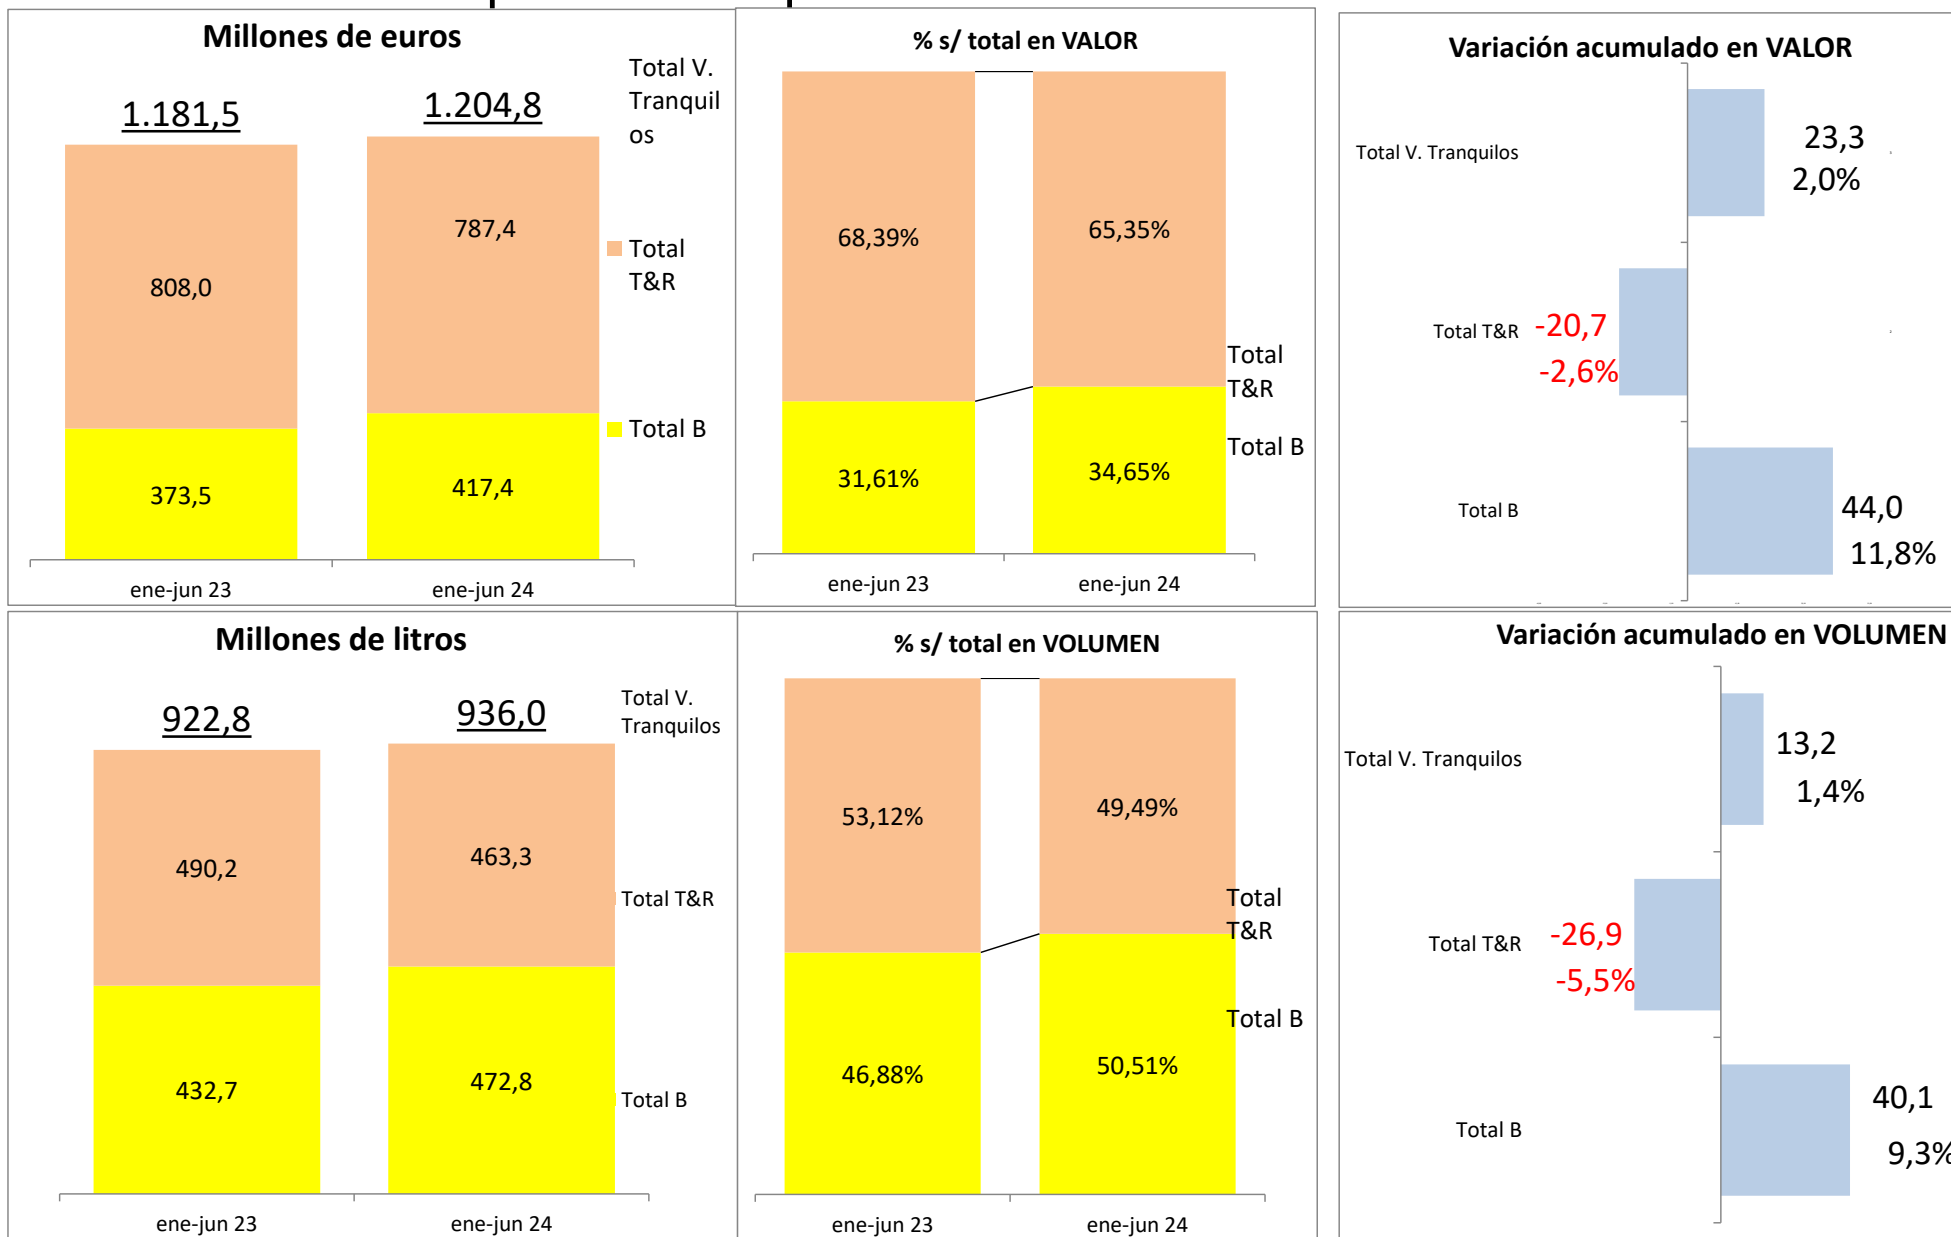 Millones de euros
Total V.
Tranquil
os
1.181,5
1.204,8
787,4
808,0
Total
T&R
Total B
373,5
417,4
ene-jun 23
ene-jun 24
% s/ total en VALOR
68,39%
65,35%
Total
T&R
Total B
31,61%
34,65%
ene-jun 23
ene-jun 24
Variación acumulado en VALOR
Total V. Tranquilos
23,3
2,0%
Total T&R
-20,7
-2,6%
Total B
44,0
11,8%
Millones de litros
Total V.
Tranquilos
922,8
936,0
490,2
463,3
Total T&R
432,7
472,8
Total B
ene-jun 23
ene-jun 24
% s/ total en VOLUMEN
53,12%
49,49%
Total
T&R
Total B
46,88%
50,51%
ene-jun 23
ene-jun 24
Variación acumulado en VOLUMEN
Total V. Tranquilos
13,2
1,4%
Total T&R
-26,9
-5,5%
Total B
40,1
9,3%